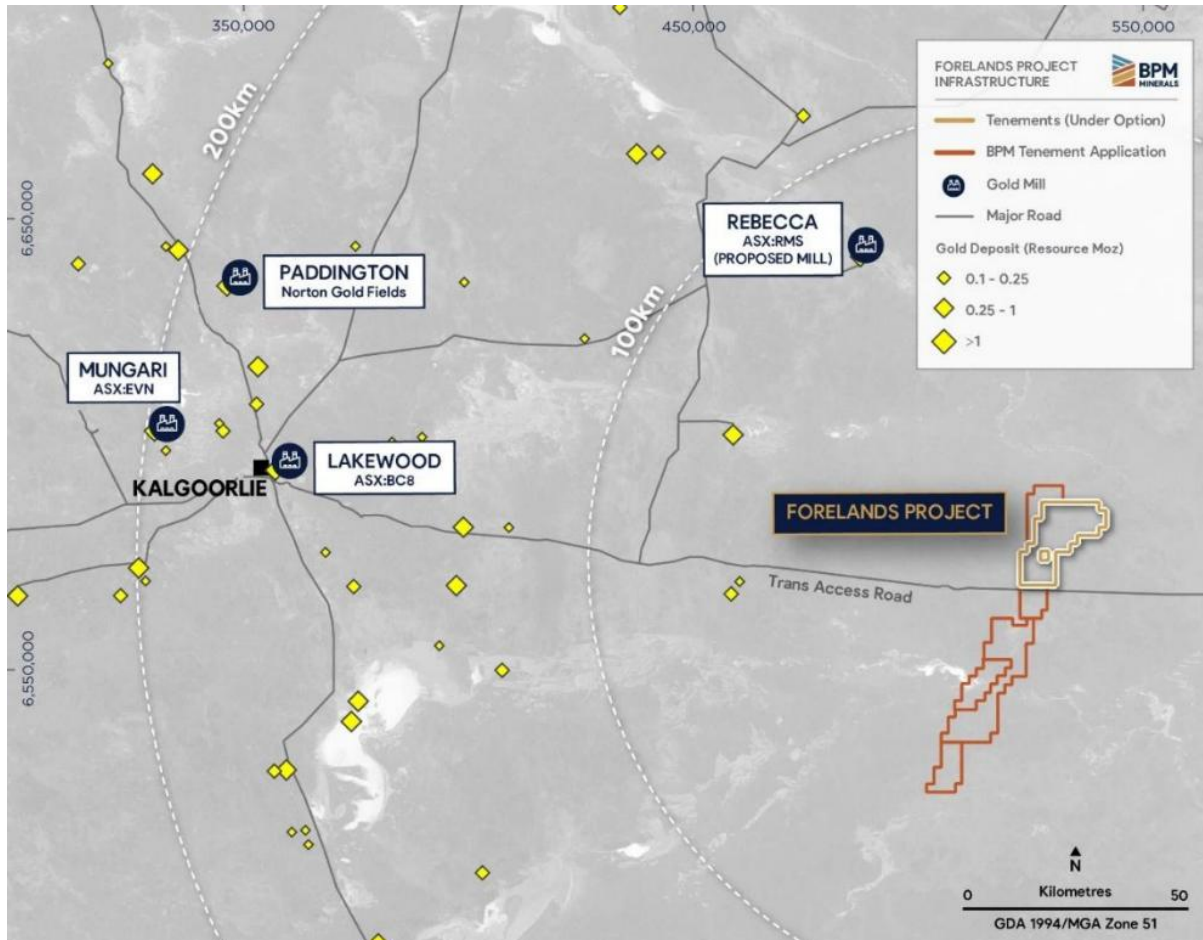 350,000
450,000
550,000
6,650,000
6,550,000
200km
100km
FORELANDS PROJECT
INFRASTRUCTURE
BPM
MINERALS
Tenements (Under Option)
BPM Tenement Application
Gold Mill
Major Road
Gold Deposit (Resource Moz)
0.1 - 0.25
0.25 - 1
>1
REBECCA
ASX:RMS
(PROPOSED MILL)
PADDINGTON
Norton Gold Fields
MUNGARI
ASX:EVN
LAKEWOOD
ASX:BC8
KALGOORLIE
FORELANDS PROJECT
Trans Access Road
N
0
Kilometres
50
GDA 1994/MGA Zone 51